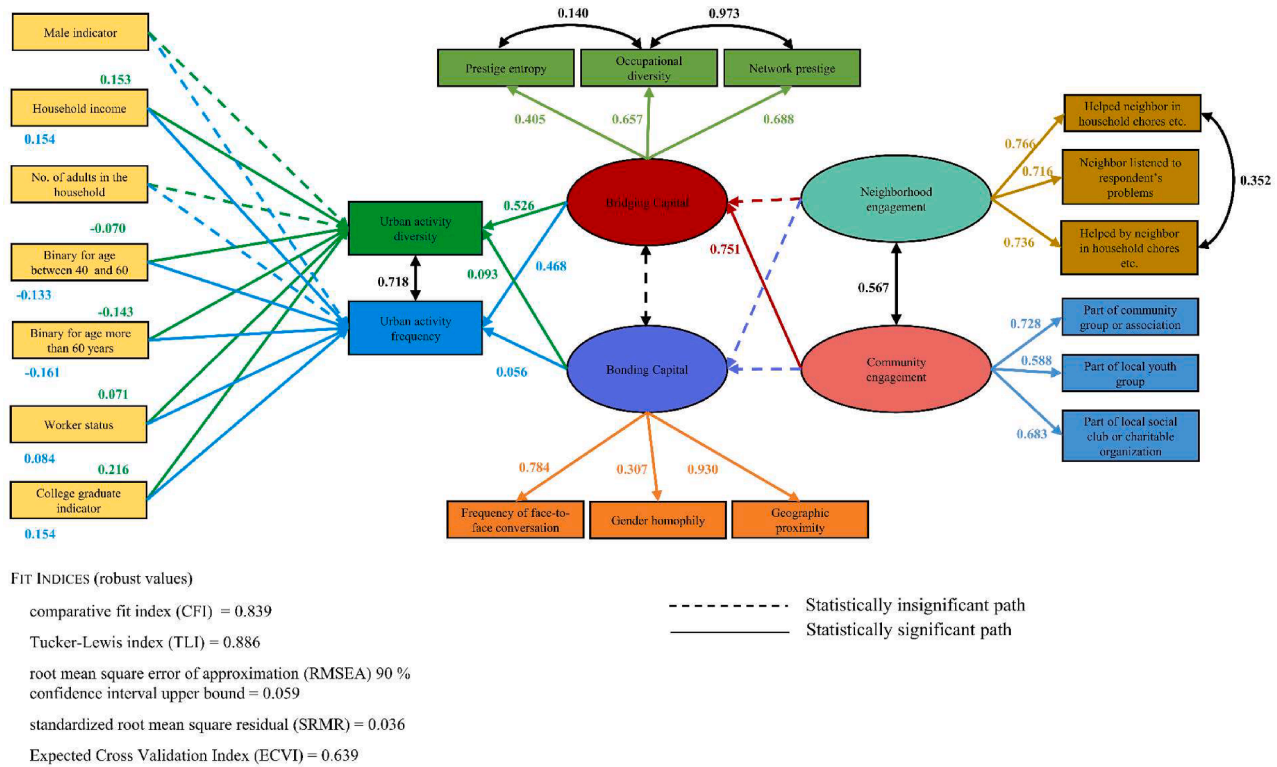 Male indicator
0.153
Household income
0.154
No. of adults in the
household
-0.070
Binary for age
between 40 and 60
-0.133
-0.143
Binary for age more
than 60 years
-0.161
0.071
Worker status
0.084
0.216
College graduate
indicator
0.154
Urban activity
diversity
0.718
Urban activity
frequency
0.526
0.093
0.468
0.056
0.140
0.973
Prestige entropy
Occupational
diversity
Network prestige
0.405
0.657
0.688
Bridging Capital
Bonding Capital
0.751
Neighborhood
engagement
0.567
Community
engagement
0.784
0.307
0.930
Frequency of face-to-
face conversation
Gender homophily
Geographic
proximity
0.766
0.716
0.736
Helped neighbor in
household chores etc.
Neighbor listened to
respondent's
problems
Helped by neighbor
in household chores
etc.
0.352
0.728
0.588
0.683
Part of community
group or association
Part of local youth
group
Part of local social
club or charitable
organization
FIT INDICES (robust values)
comparative fit index (CFI) = 0.839
Tucker-Lewis index (TLI) = 0.886
root mean square error of approximation (RMSEA) 90 %
confidence interval upper bound = 0.059
standardized root mean square residual (SRMR) = 0.036
Expected Cross Validation Index (ECVI) = 0.639
Statistically insignificant path
Statistically significant path